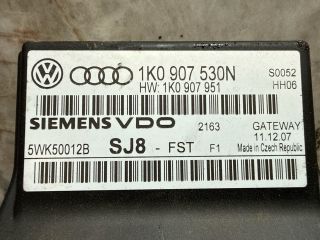 1K0 907 530N S0052
HW: 1K0 907 951 HH06
SIEMENS VDO 2163 GATEWAY
11.12.07
5WK50012B SJ8 - FST F1 Made in Czech Republic